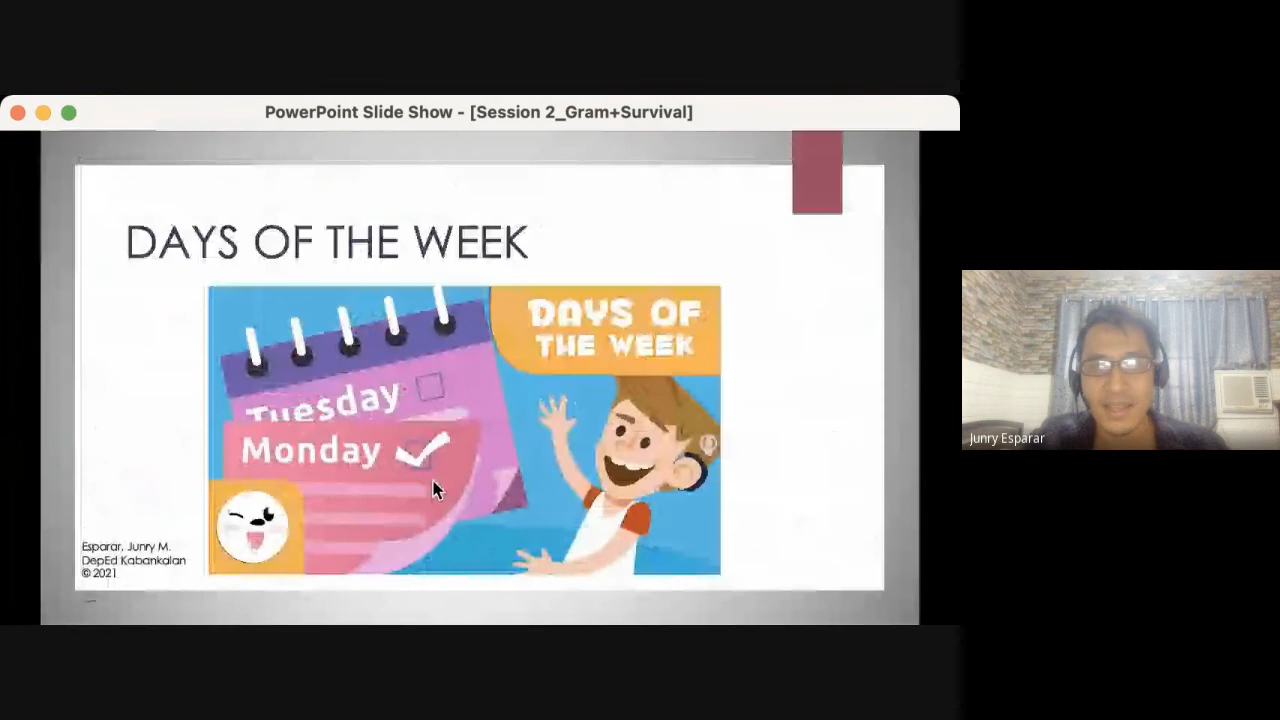 PowerPoint Slide Show - [Session 2_Gram+Survival]
DAYS OF THE WEEK
DAYS OF
THE WEEK
Tuesday
Monday
Esparar, Junry M.
DepEd Kabankalan
© 2021
Junry Esparar